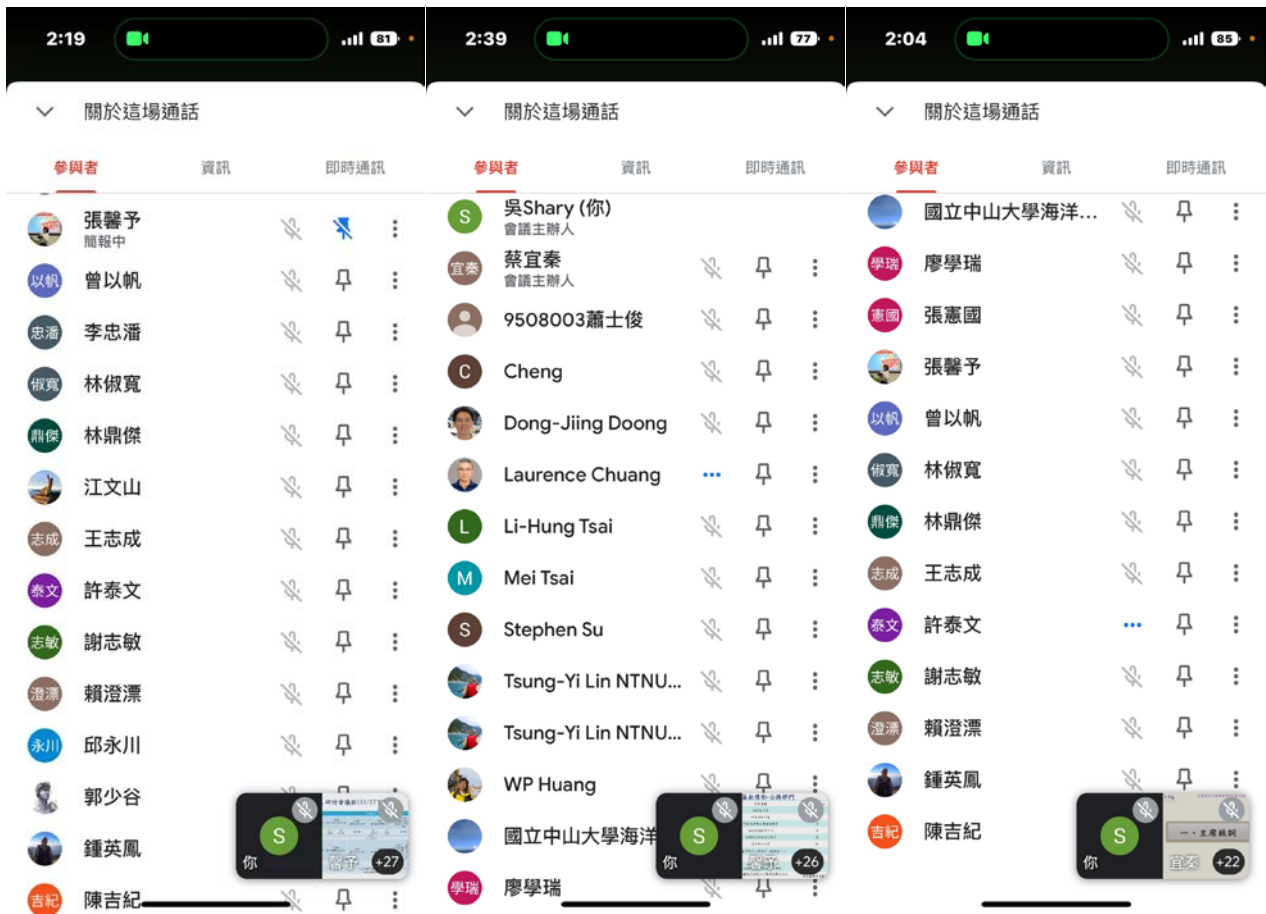 2:19
81
關於這場通話
參與者
資訊
即時通訊
張馨予
簡報中
以帆
曾以帆
忠潘
李忠潘
俶寬
林俶寬
鼎傑
林鼎傑
江文山
志成
王志成
泰文
許泰文
志敏
謝志敏
澄漂
賴澄漂
永川
邱永川
郭少谷
鍾英鳳
吉紀
陳吉紀
S
你
馨予
+27
2:39
77
關於這場通話
參與者
資訊
即時通訊
S
吳Shary (你)
會議主辦人
宜秦
蔡宜秦
會議主辦人
9508003蕭士俊
C
Cheng
Dong-Jiing Doong
Laurence Chuang
L
Li-Hung Tsai
M
Mei Tsai
S
Stephen Su
Tsung-Yi Lin NTNU...
Tsung-Yi Lin NTNU...
WP Huang
國立中山大學海洋
學瑞
廖學瑞
S
你
馨予
+26
2:04
85
關於這場通話
參與者
資訊
即時通訊
國立中山大學海洋...
學瑞
廖學瑞
憲國
張憲國
張馨予
以帆
曾以帆
俶寬
林俶寬
鼎傑
林鼎傑
志成
王志成
泰文
許泰文
志敏
謝志敏
澄漂
賴澄漂
鍾英鳳
吉紀
陳吉紀
S
你
一、主席致詞
宜秦
+22